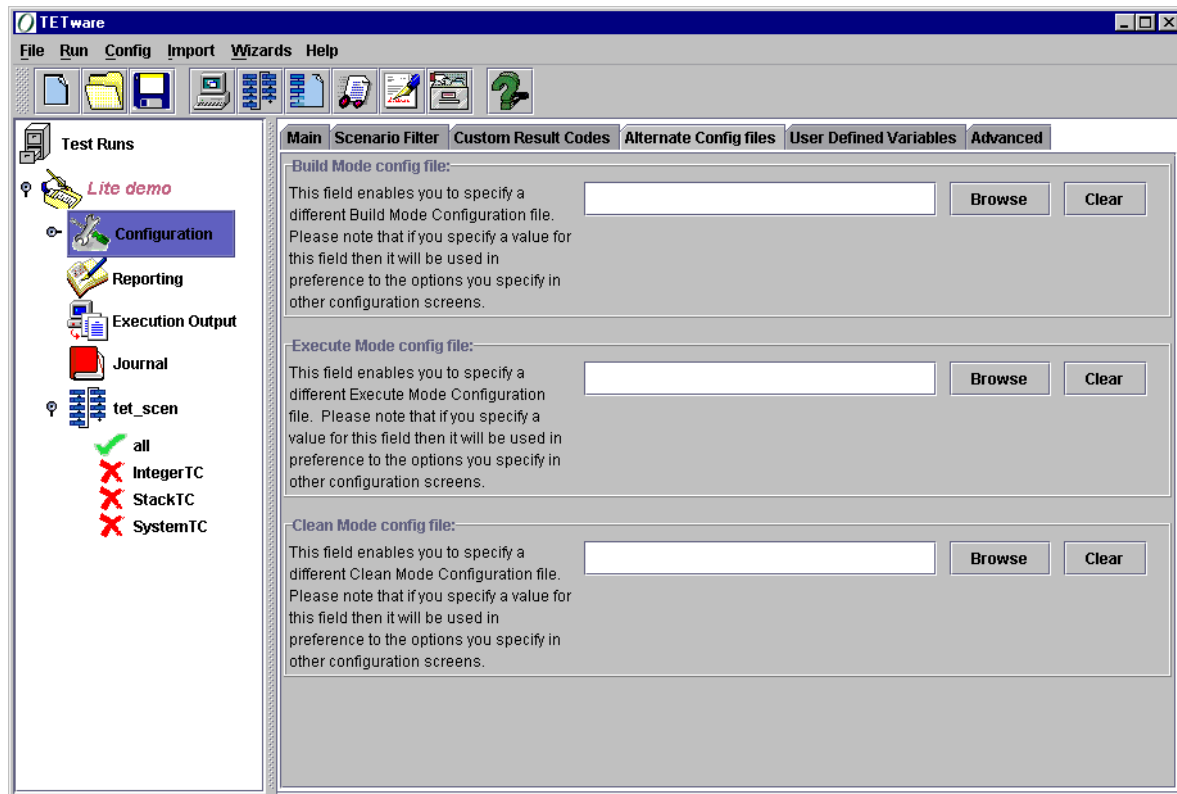 TETware
File Run Config Import Wizards Help
Test Runs
Lite demo
Configuration
Reporting
Execution Output
Journal
tet_scen
all
IntegerTC
StackTC
SystemTC
Main Scenario Filter Custom Result Codes Alternate Config files User Defined Variables Advanced
Build Mode config file:
This field enables you to specify a
different Build Mode Configuration file.
Please note that if you specify a value for
this field then it will be used in
preference to the options you specify in
other configuration screens.
Browse Clear
Execute Mode config file:
This field enables you to specify a
different Execute Mode Configuration
file. Please note that if you specify a
value for this field then it will be used in
preference to the options you specify in
other configuration screens.
Browse Clear
Clean Mode config file:
This field enables you to specify a
different Clean Mode Configuration file.
Please note that if you specify a value for
this field then it will be used in
preference to the options you specify in
other configuration screens.
Browse Clear